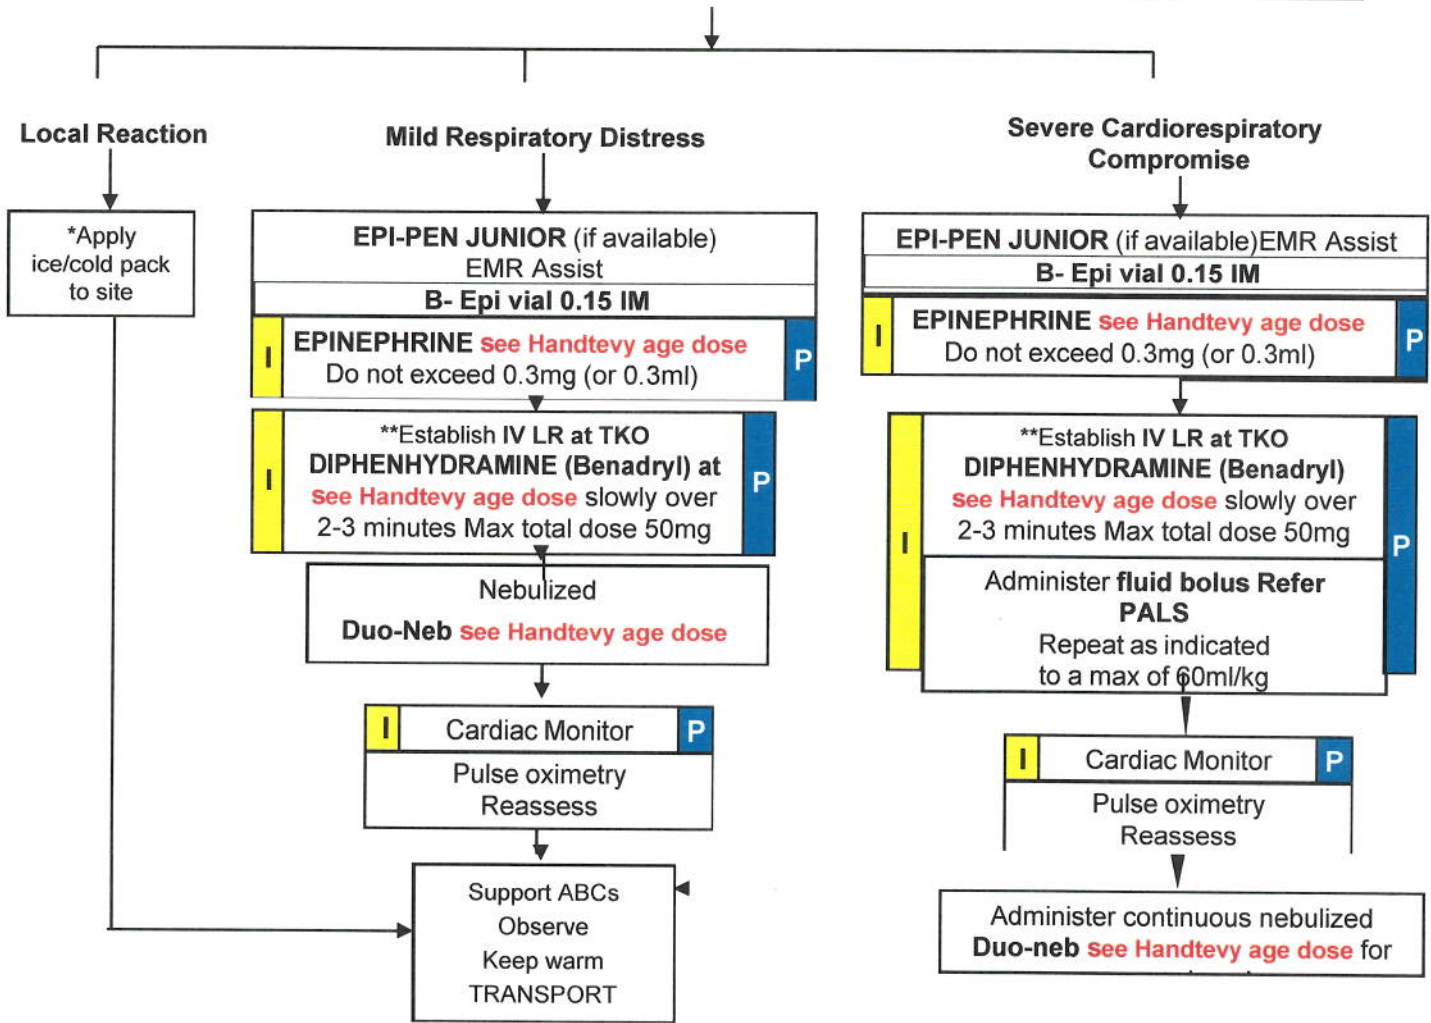 Local Reaction
*Apply
ice/cold pack
to site
Mild Respiratory Distress
EPI-PEN JUNIOR (if available)
EMR Assist
B- Epi vial 0.15 IM
I
EPINEPHRINE see Handtevy age dose
Do not exceed 0.3mg (or 0.3ml)
P
I
**Establish IV LR at TKO
DIPHENHYDRAMINE (Benadryl) at
see Handtevy age dose slowly over
2-3 minutes Max total dose 50mg
P
Nebulized
Duo-Neb see Handtevy age dose
I
Cardiac Monitor
P
Pulse oximetry
Reassess
Support ABCs
Observe
Keep warm
TRANSPORT
Severe Cardiorespiratory
Compromise
EPI-PEN JUNIOR (if available)EMR Assist
B- Epi vial 0.15 IM
I
EPINEPHRINE see Handtevy age dose
Do not exceed 0.3mg (or 0.3ml)
P
I
**Establish IV LR at TKO
DIPHENHYDRAMINE (Benadryl)
see Handtevy age dose slowly over
2-3 minutes Max total dose 50mg
P
Administer fluid bolus Refer
PALS
Repeat as indicated
to a max of 60ml/kg
I
Cardiac Monitor
P
Pulse oximetry
Reassess
Administer continuous nebulized
Duo-neb see Handtevy age dose for